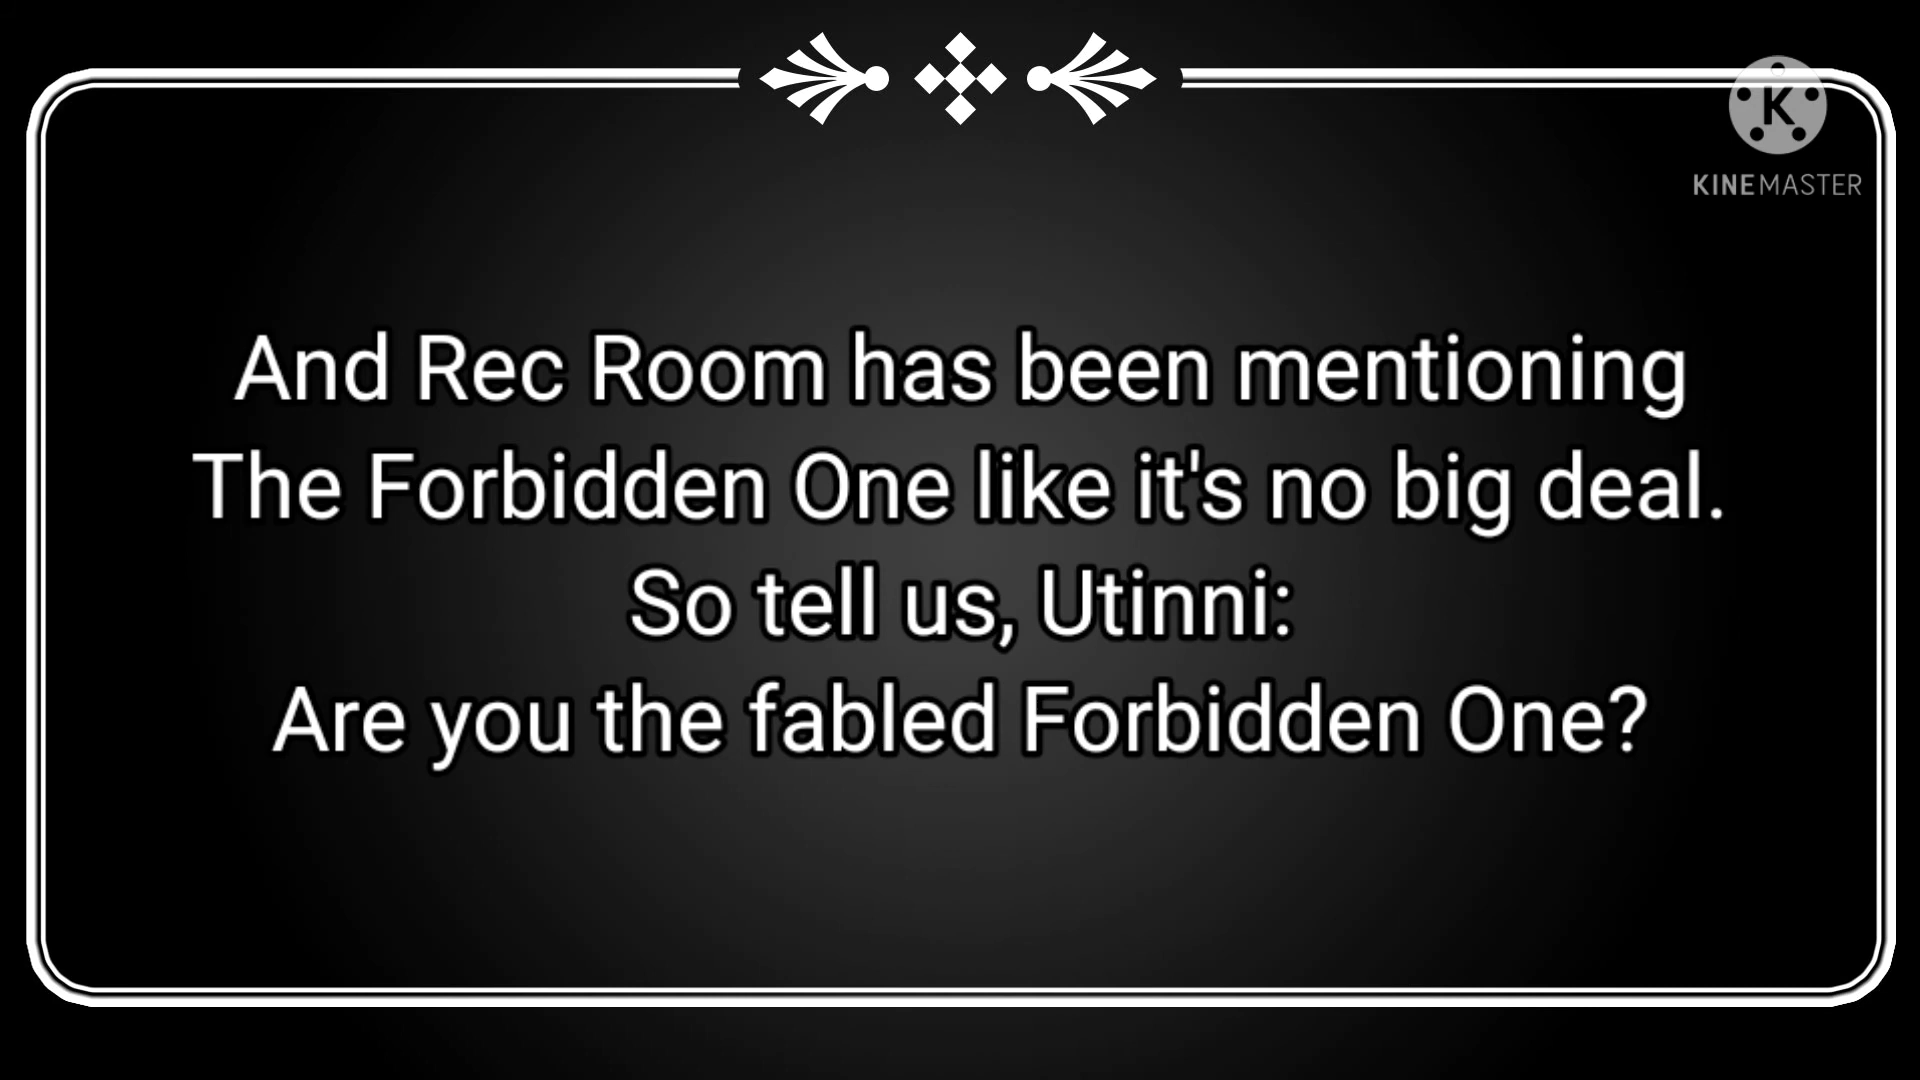 K
KINEMASTER
And Rec Room has been mentioning
The Forbidden One like it's no big deal.
So tell us, Utinni:
Are you the fabled Forbidden One?